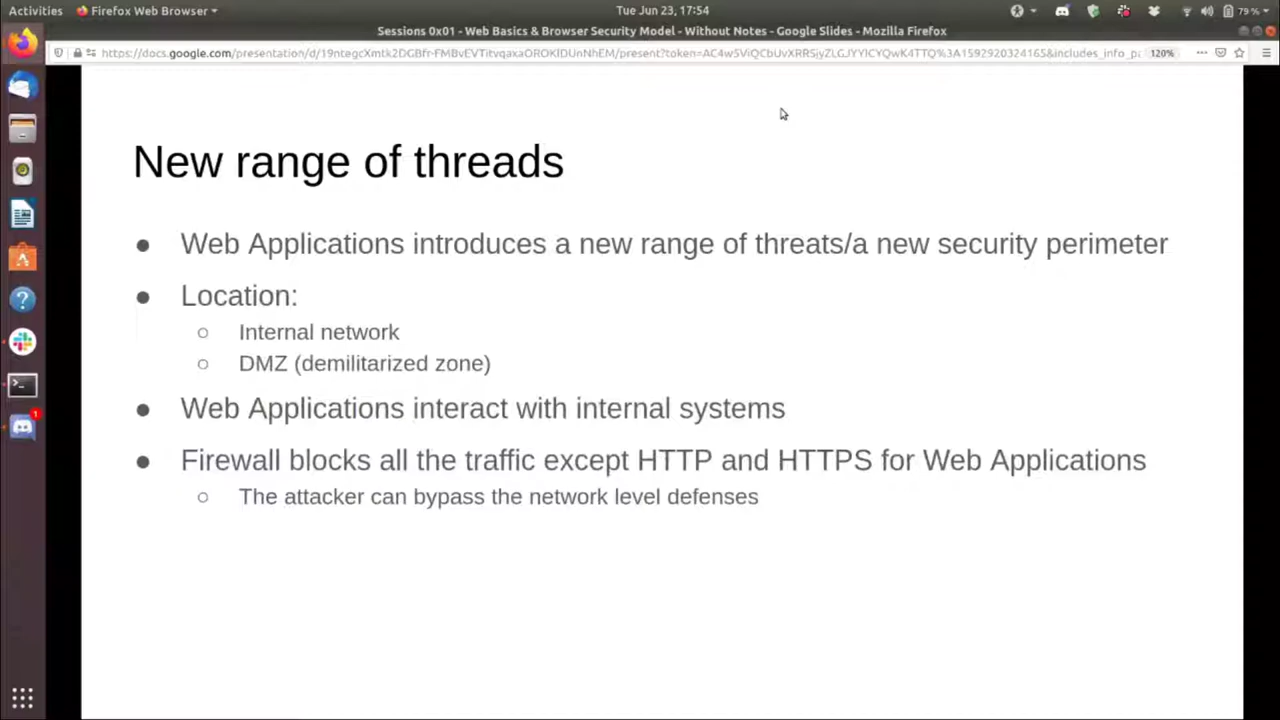 Activities
Firefox Web Browser
Tue Jun 23, 17:54
79 %
Sessions 0x01 - Web Basics & Browser Security Model - Without Notes - Google Slides - Mozilla Firefox
120%
New range of threads
● Web Applications introduces a new range of threats/a new security perimeter
● Location:
○ Internal network
○ DMZ (demilitarized zone)
● Web Applications interact with internal systems
● Firewall blocks all the traffic except HTTP and HTTPS for Web Applications
○ The attacker can bypass the network level defenses
1